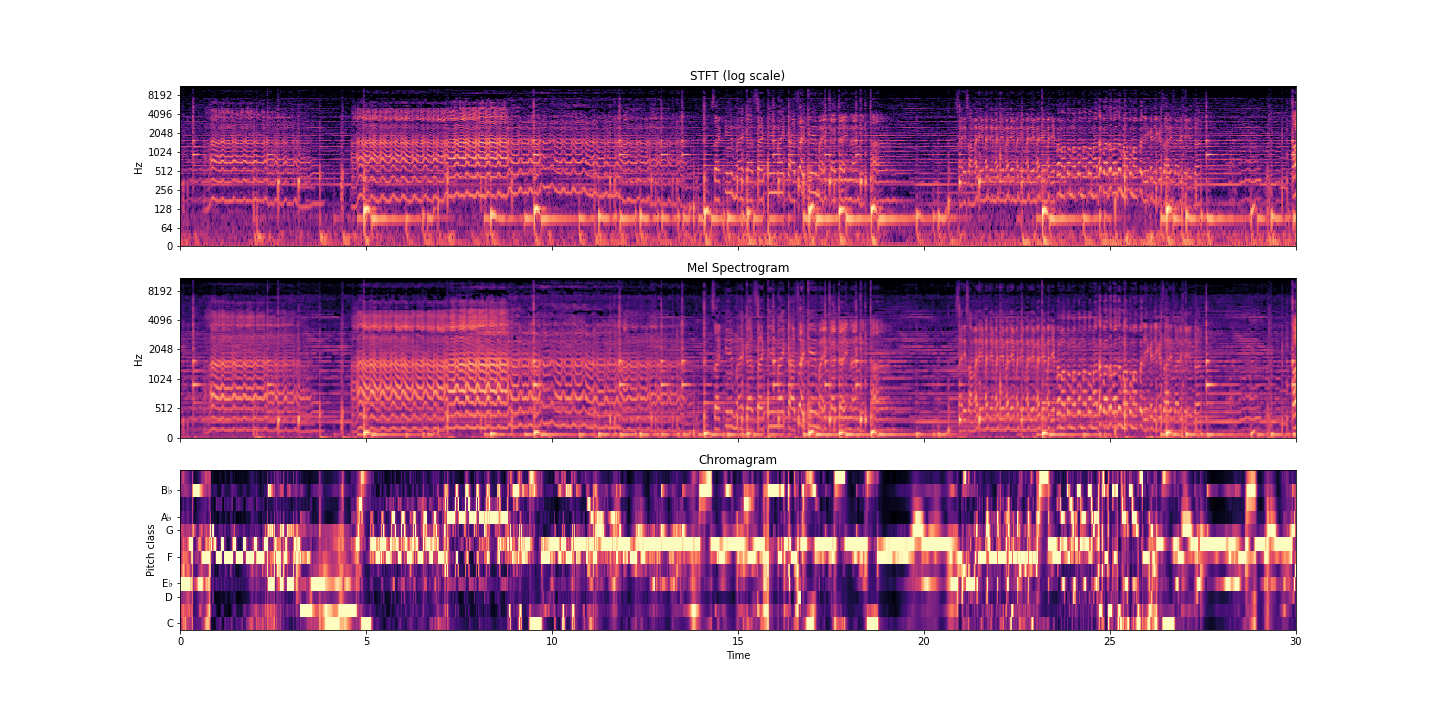 STFT (log scale)
8192
4096
2048
1024
512
256
128
64
0
Hz
Mel Spectrogram
8192
4096
2048
1024
512
0
Hz
Chromagram
B♭
A♭
G
F
E♭
D
C
Pitch class
0 5 10 15 20 25 30
Time